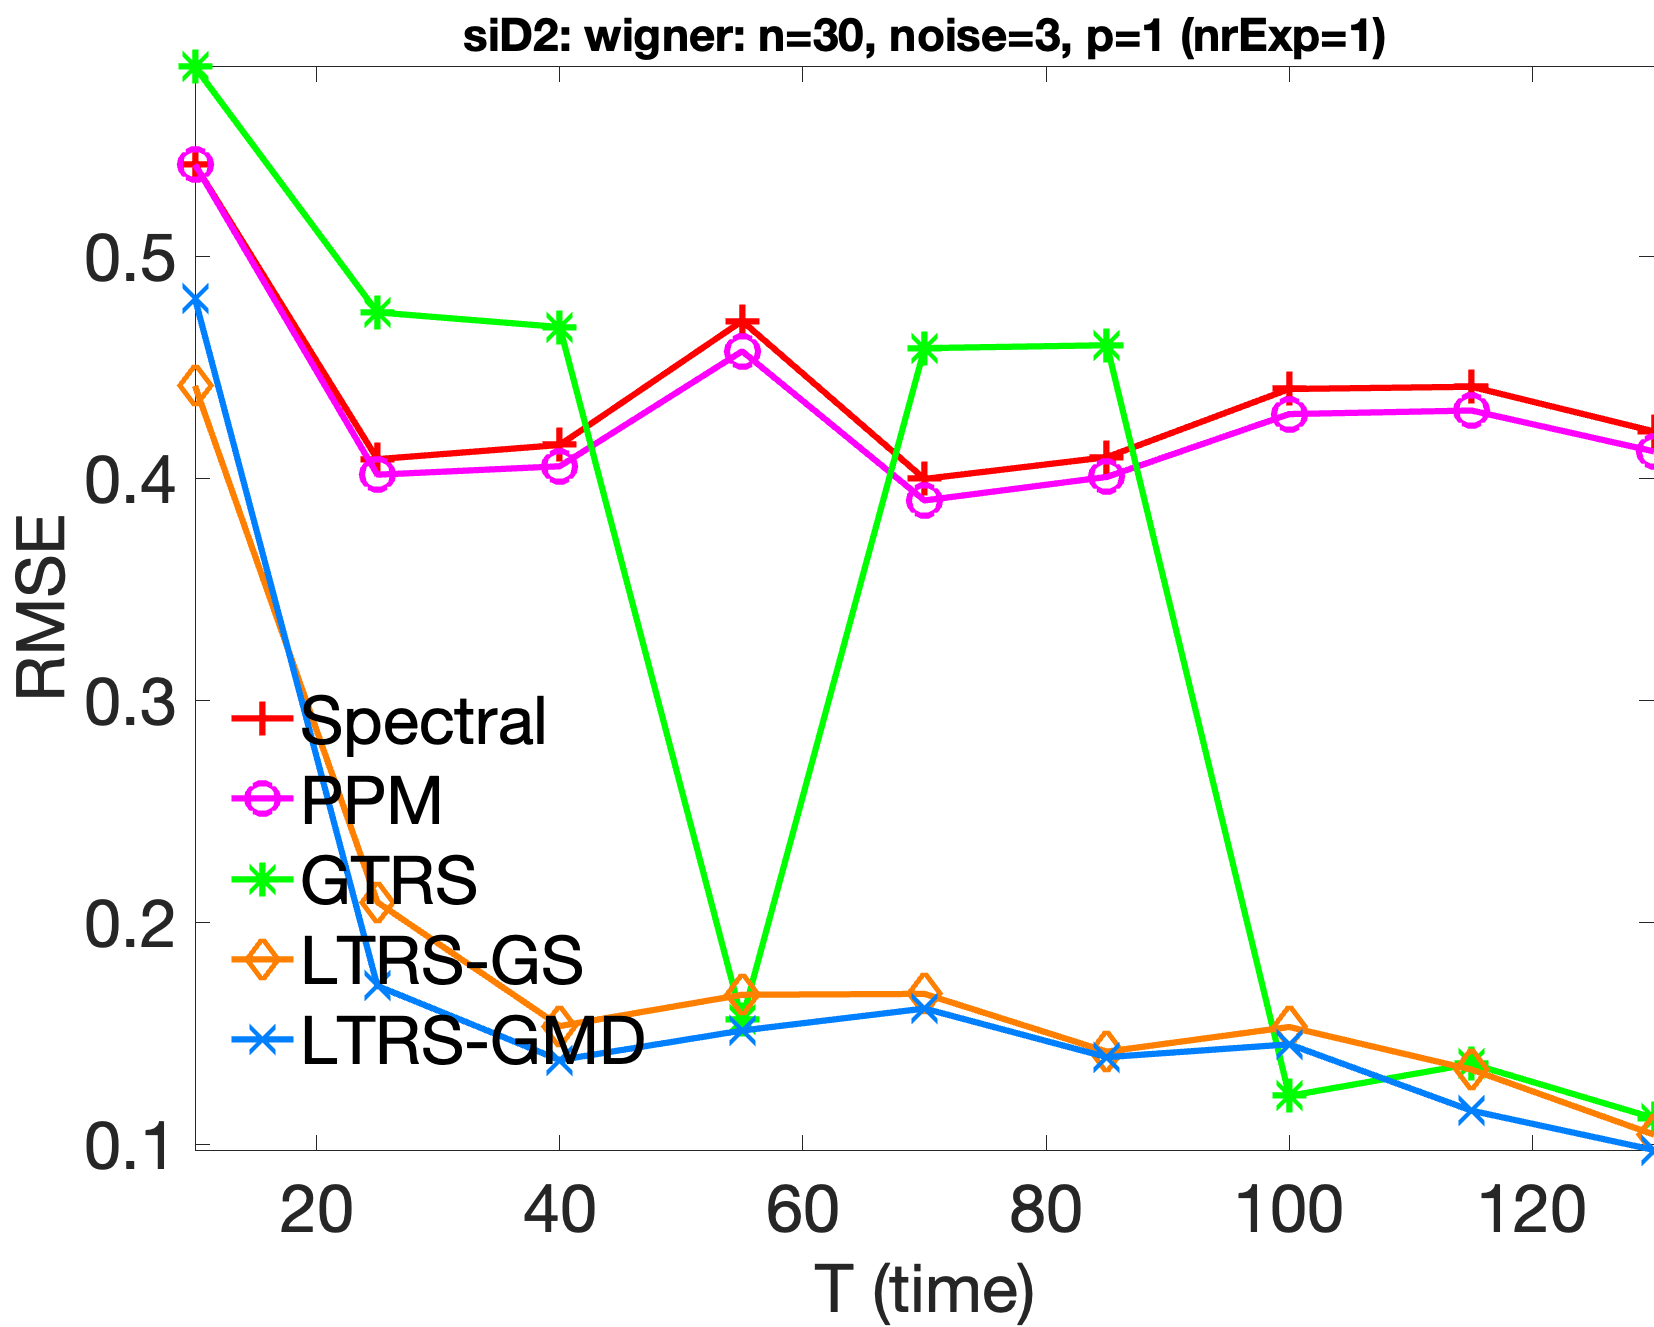 siD2: wigner: n=30, noise=3, p=1 (nrExp=1)
0.5
0.4
0.3
0.2
0.1
RMSE
Spectral
PPM
GTRS
LTRS-GS
LTRS-GMD
20 40 60 80 100 120
T (time)